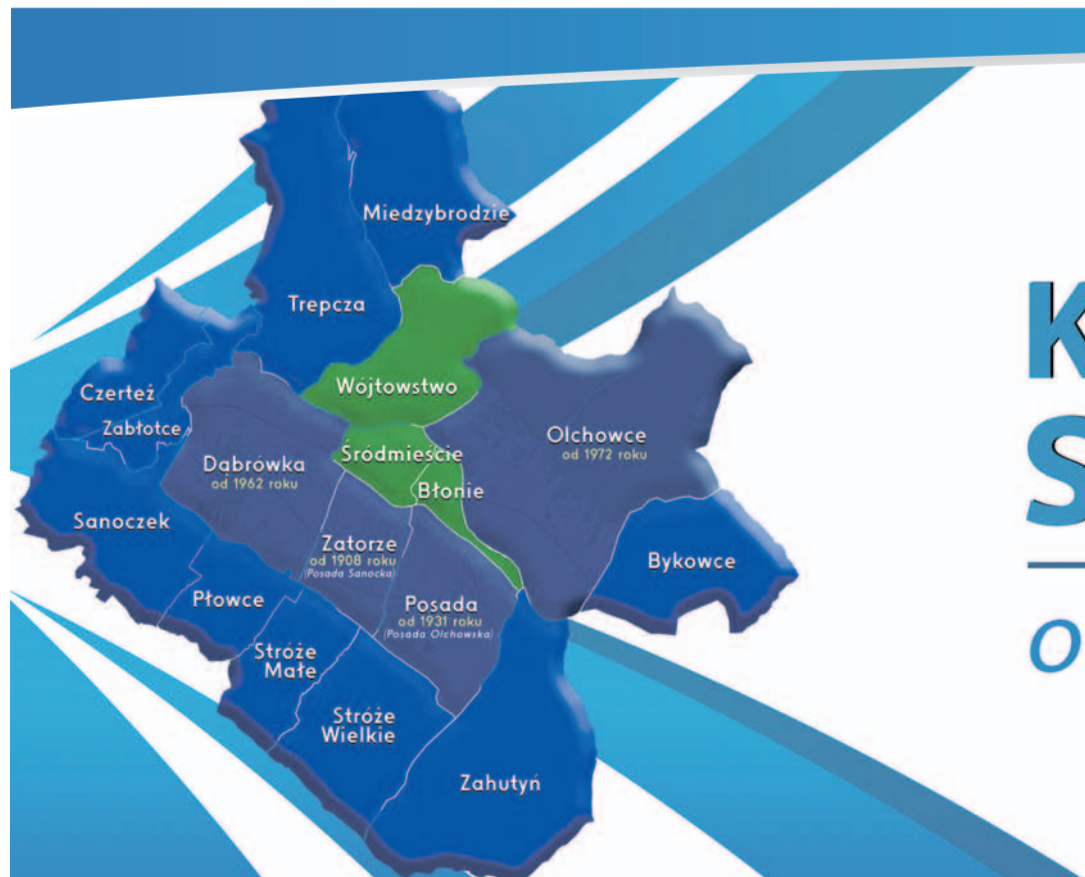 Miedzybrodzie
Trepcza
Wójtowstwo
Czerteż
Zabłotce
Śródmieście
Olchowce
od 1972 roku
Dąbrówka
od 1962 roku
Błonie
Sanoczek
Zatorze
od 1908 roku
(Posada Sanocka)
Bykowce
Płowce
Posada
od 1931 roku
(Posada Olchowska)
Stróże
Małe
Stróże
Wielkie
Zahutyń
K
S
O